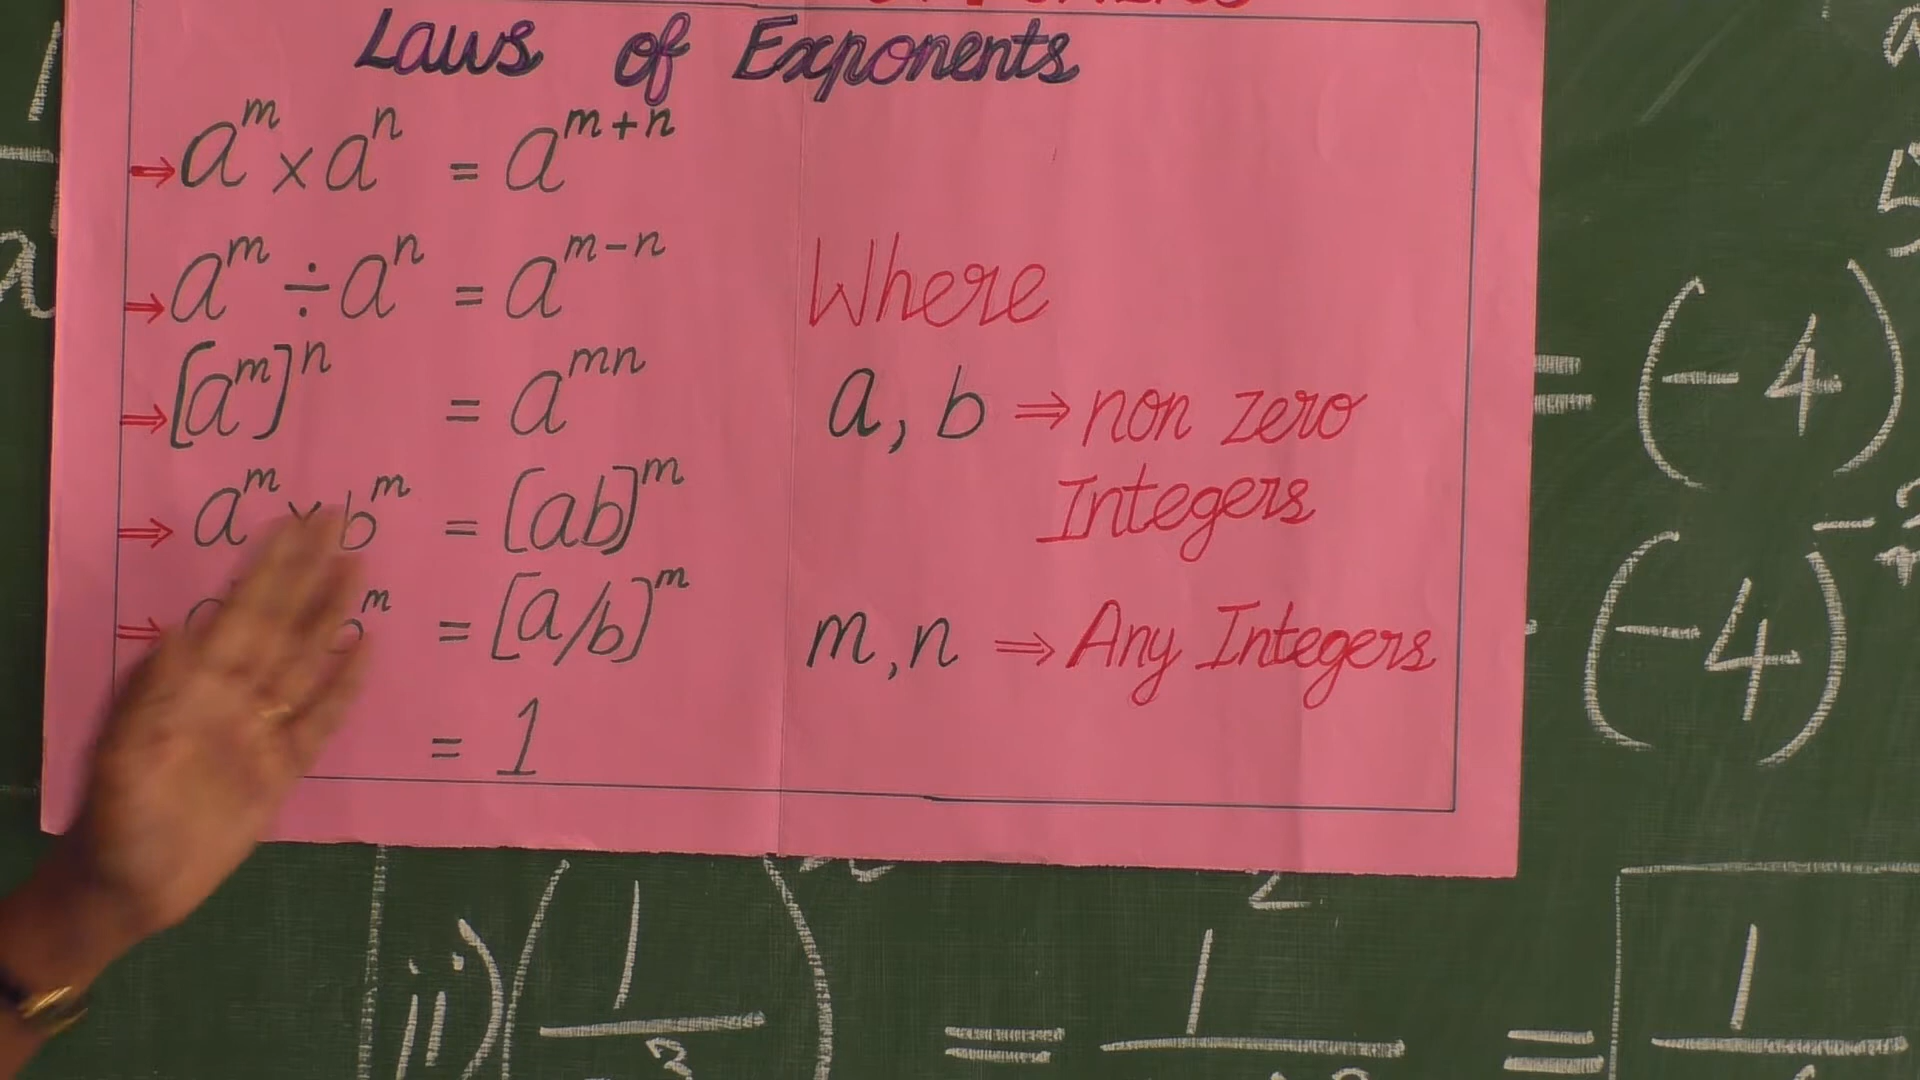 Laws of Exponents
⇒ a^m × a^n = a^(m+n)
⇒ a^m ÷ a^n = a^(m-n)
⇒ [a^m]^n = a^(mn)
⇒ a^m × b^m = [ab]^m
⇒ b^m = [a/b]^m
= 1
Where
a, b ⇒ non zero
Integers
m, n ⇒ Any Integers
= (-4)
(-4)
ii) (1
= 1
= 1